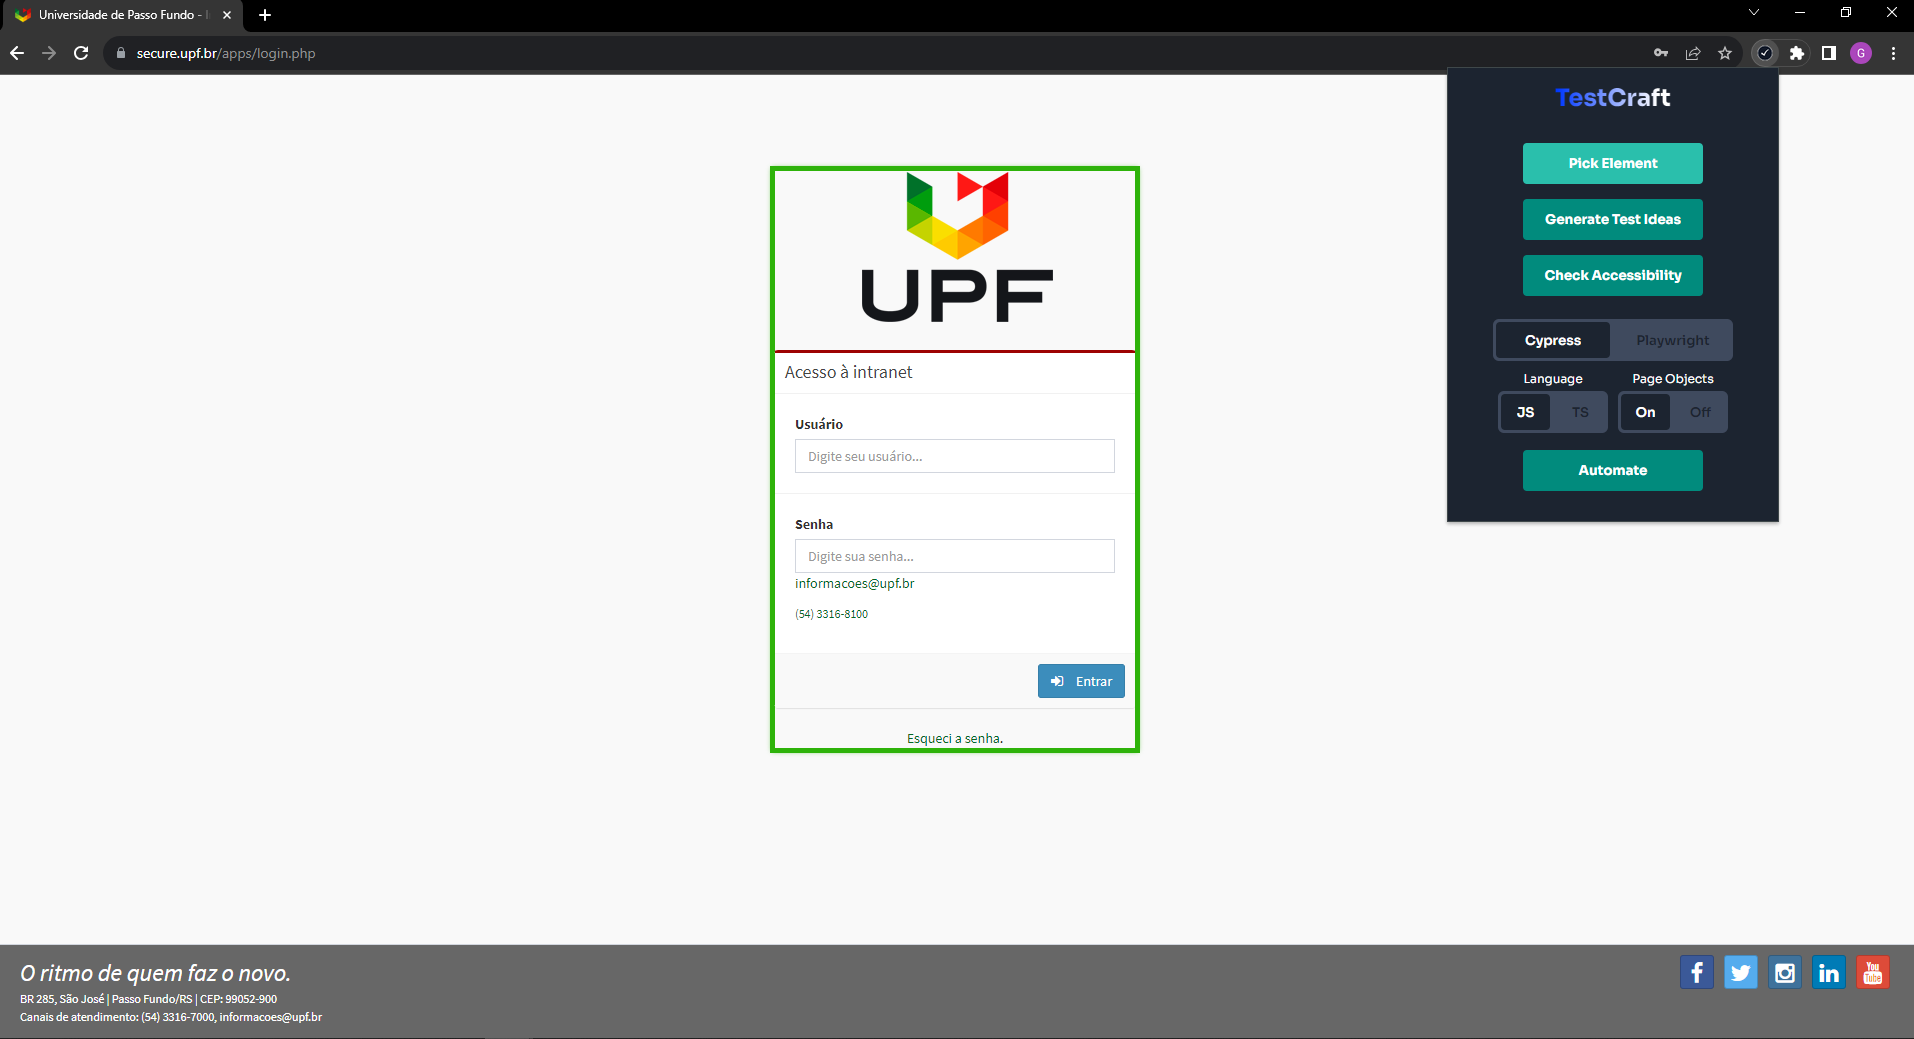 Universidade de Passo Fundo -
secure.upf.br/apps/login.php
G
TestCraft
Pick Element
Generate Test Ideas
Check Accessibility
Cypress Playwright
Language Page Objects
JS TS On Off
Automate
UPF
Acesso à intranet
Usuário
Digite seu usuário...
Senha
Digite sua senha...
informacoes@upf.br
(54) 3316-8100
Entrar
Esqueci a senha.
O ritmo de quem faz o novo.
BR 285, São José | Passo Fundo/RS | CEP: 99052-900
Canais de atendimento: (54) 3316-7000, informacoes@upf.br
f in You Tube